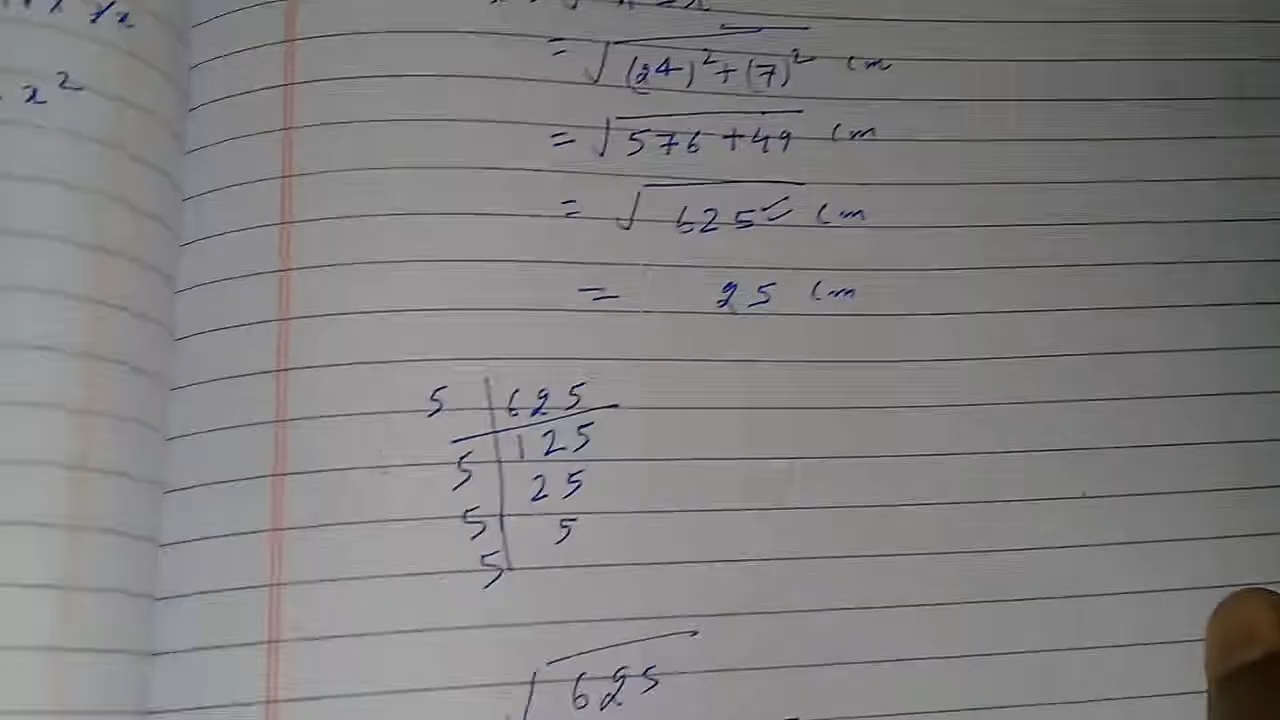 x²
= √(24)² + (7)² cm
= √576 + 49 cm
= √625 cm
= 25 cm
5 | 625
5 | 125
5 | 25
5 | 5
√625